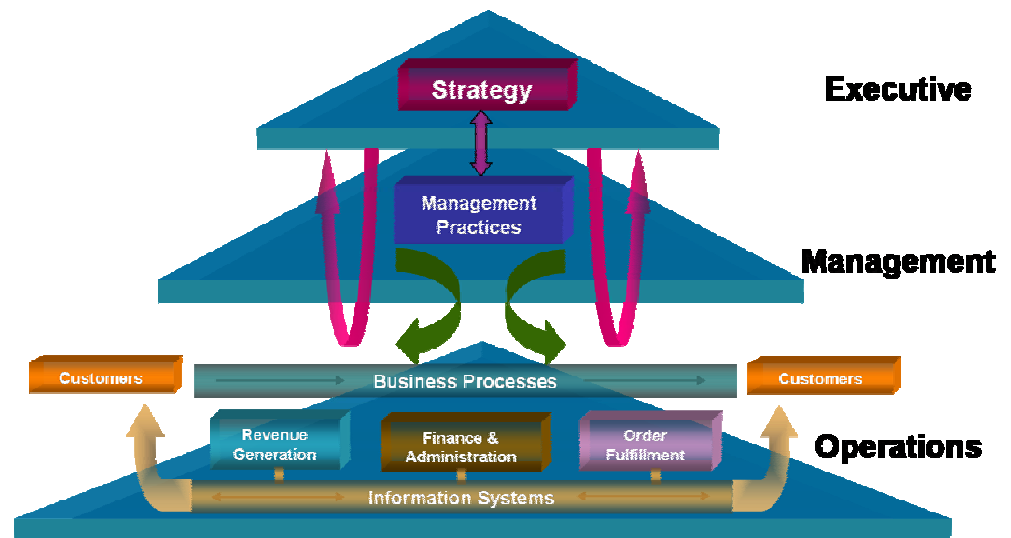 Strategy
Executive
Management
Practices
Management
Customers
Business Processes
Customers
Revenue
Generation
Finance &
Administration
Order
Fulfillment
Operations
Information Systems